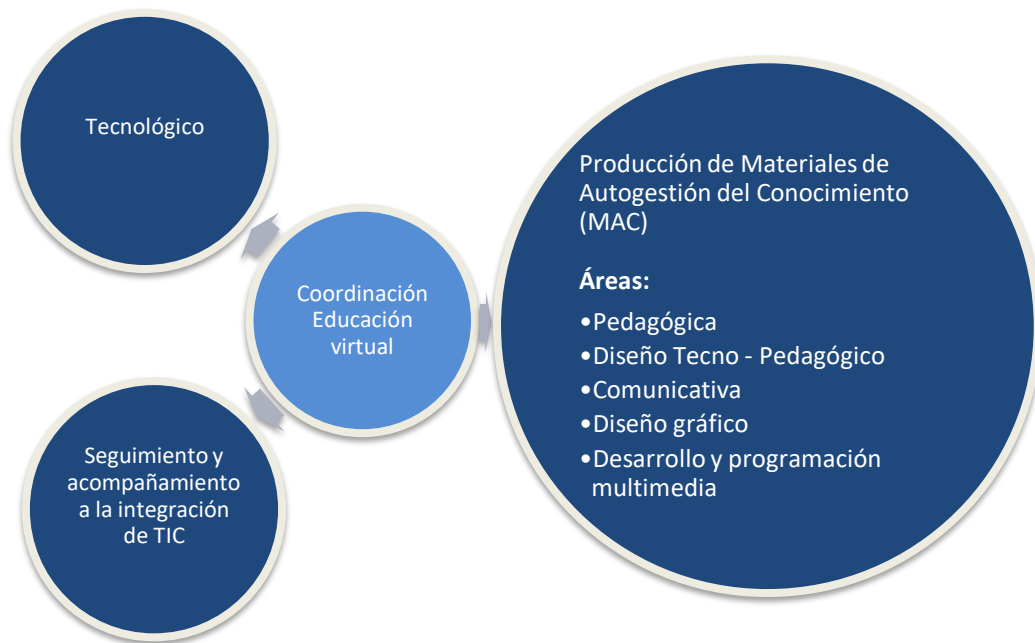 Tecnológico
Producción de Materiales de
Autogestión del Conocimiento
(MAC)
Áreas:
•Pedagógica
•Diseño Tecno - Pedagógico
•Comunicativa
•Diseño gráfico
•Desarrollo y programación
multimedia
Coordinación
Educación
virtual
Seguimiento y
acompañamiento
a la integración
de TIC